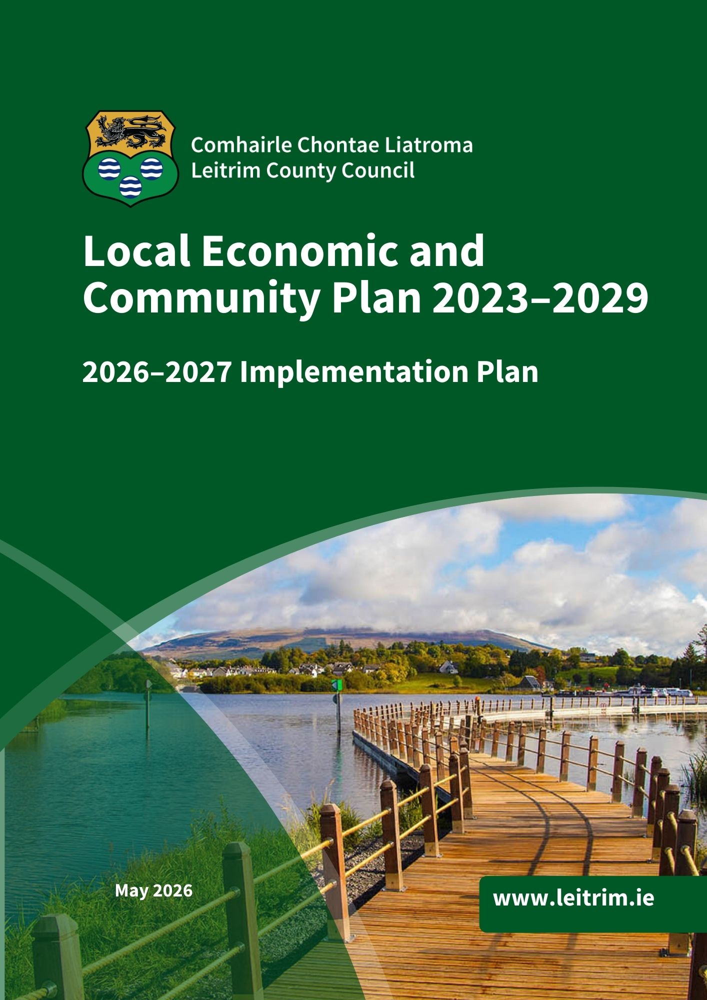 Comhairle Chontae Liatroma
Leitrim County Council
Local Economic and
Community Plan 2023–2029
2026–2027 Implementation Plan
May 2026
www.leitrim.ie